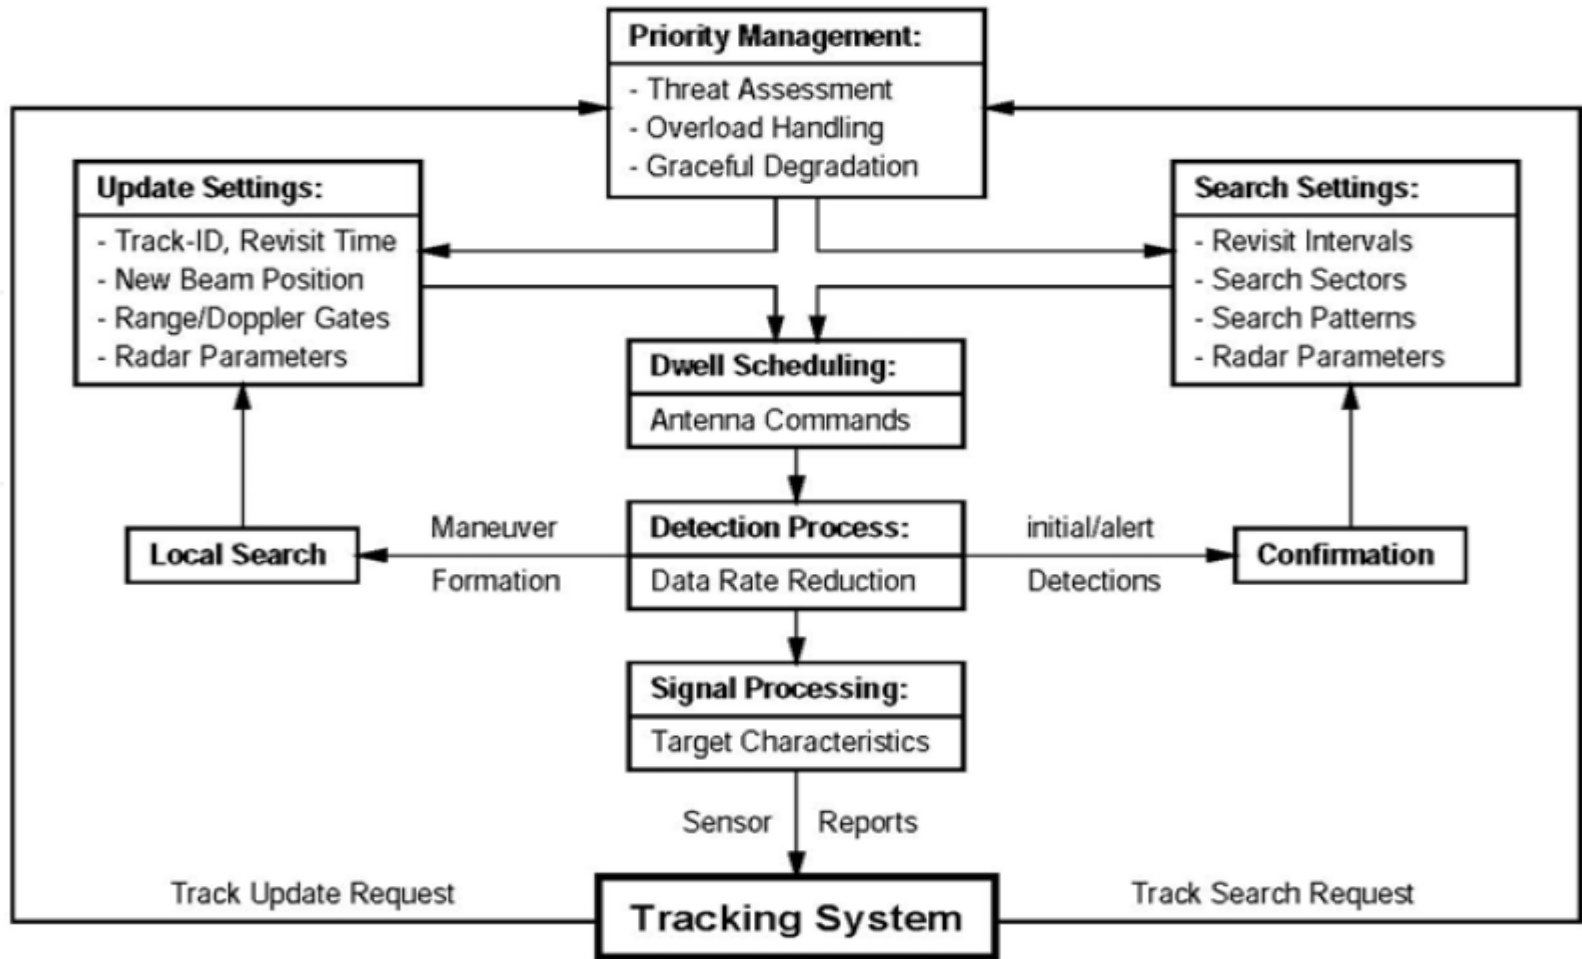 Priority Management:
- Threat Assessment
- Overload Handling
- Graceful Degradation
Update Settings:
- Track-ID, Revisit Time
- New Beam Position
- Range/Doppler Gates
- Radar Parameters
Search Settings:
- Revisit Intervals
- Search Sectors
- Search Patterns
- Radar Parameters
Dwell Scheduling:
Antenna Commands
Local Search
Maneuver
Formation
Detection Process:
Data Rate Reduction
initial/alert
Detections
Confirmation
Signal Processing:
Target Characteristics
Sensor Reports
Track Update Request
Tracking System
Track Search Request